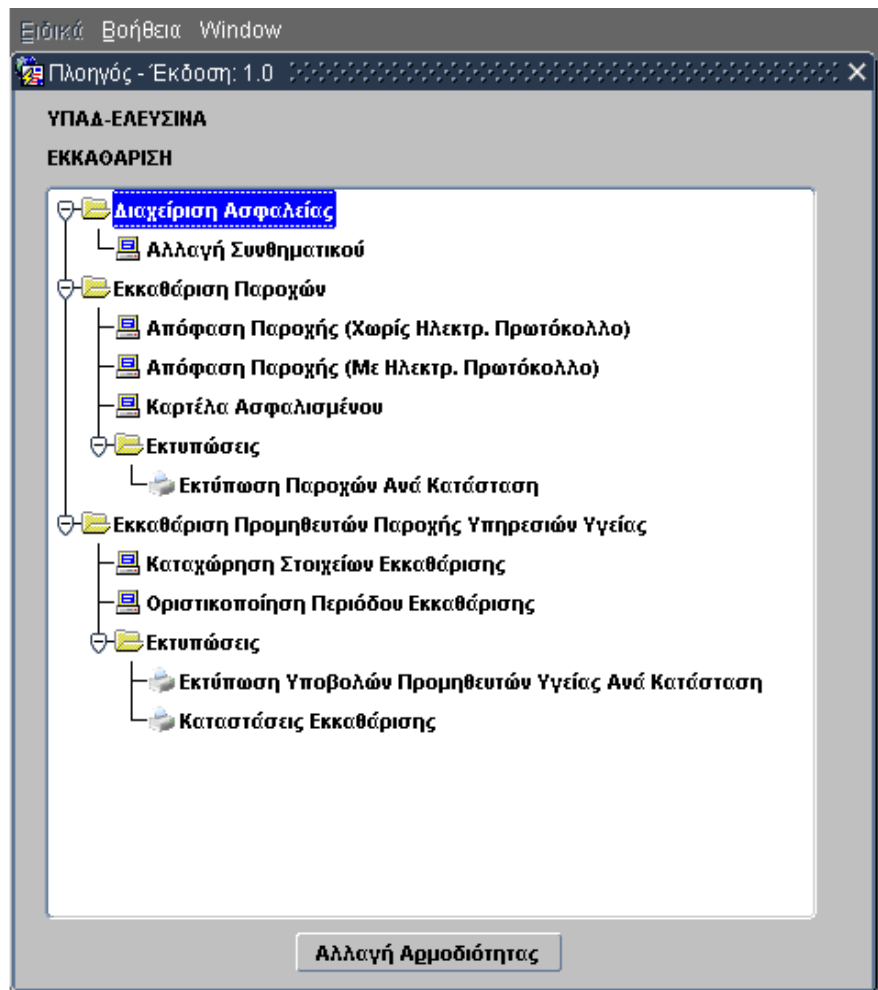 Ειδικά Βοήθεια Window
Πλοηγός - Έκδοση: 1.0
ΥΠΑΔ-ΕΛΕΥΣΙΝΑ
ΕΚΚΑΘΑΡΙΣΗ
Διαχείριση Ασφαλείας
Αλλαγή Συνθηματικού
Εκκαθάριση Παροχών
Απόφαση Παροχής (Χωρίς Ηλεκτρ. Πρωτόκολλο)
Απόφαση Παροχής (Με Ηλεκτρ. Πρωτόκολλο)
Καρτέλα Ασφαλισμένου
Εκτυπώσεις
Εκτύπωση Παροχών Ανά Κατάσταση
Εκκαθάριση Προμηθευτών Παροχής Υπηρεσιών Υγείας
Καταχώρηση Στοιχείων Εκκαθάρισης
Οριστικοποίηση Περιόδου Εκκαθάρισης
Εκτυπώσεις
Εκτύπωση Υποβολών Προμηθευτών Υγείας Ανά Κατάσταση
Καταστάσεις Εκκαθάρισης
Αλλαγή Αρμοδιότητας